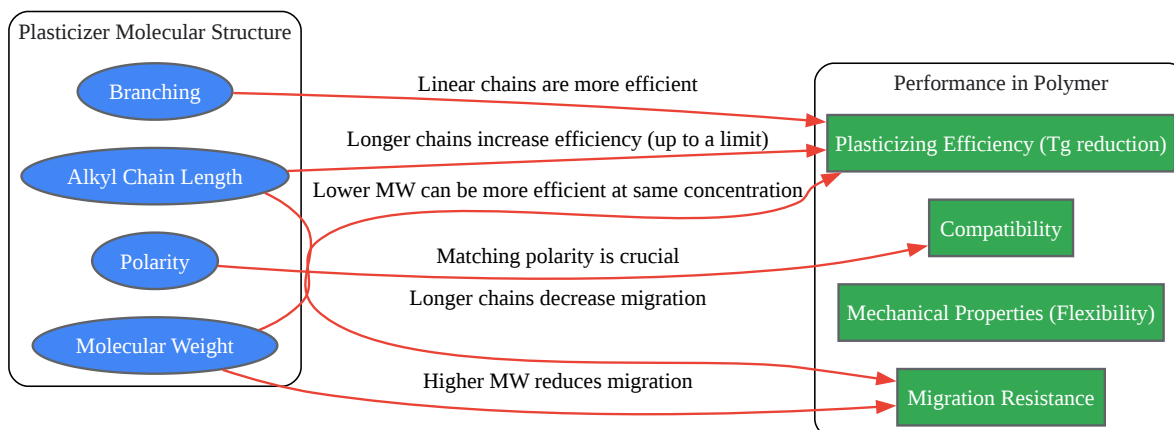 Plasticizer Molecular Structure
Branching
Alkyl Chain Length
Polarity
Molecular Weight
Linear chains are more efficient
Longer chains increase efficiency (up to a limit)
Lower MW can be more efficient at same concentration
Matching polarity is crucial
Longer chains decrease migration
Higher MW reduces migration
Performance in Polymer
Plasticizing Efficiency (Tg reduction)
Compatibility
Mechanical Properties (Flexibility)
Migration Resistance